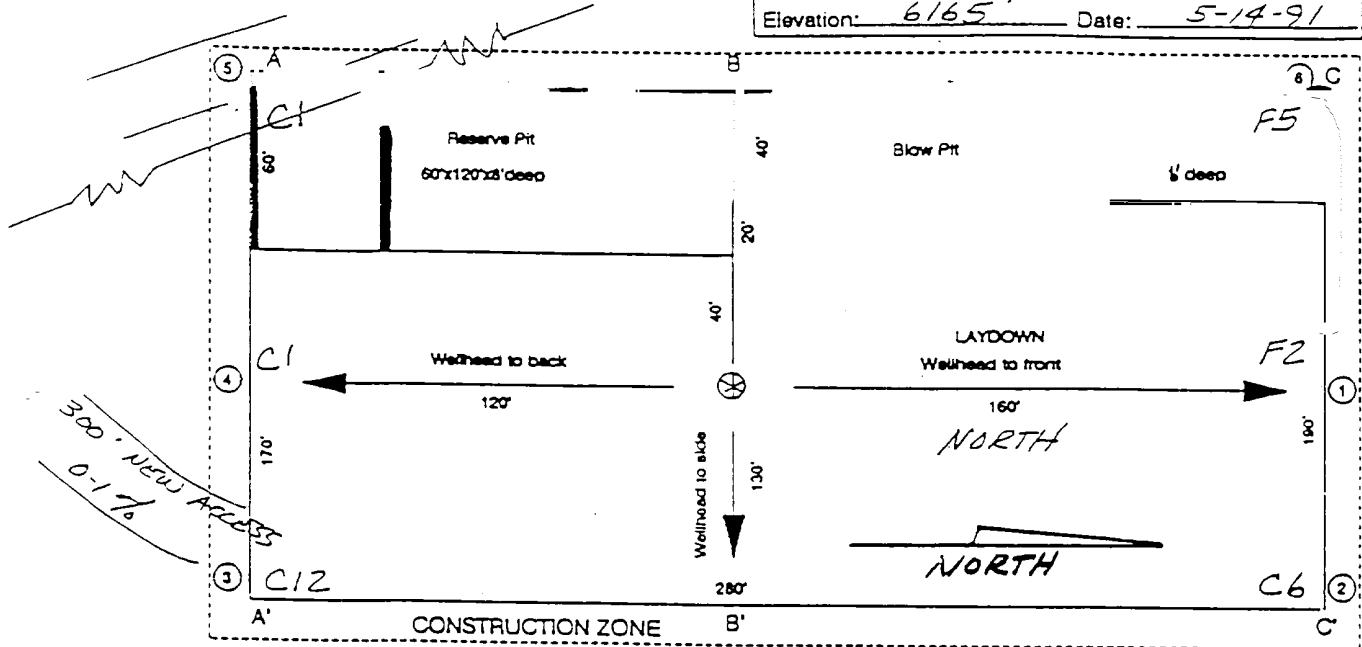 Elevation: 6165' Date: 5-14-91
5 A B 6 C
C1 F5
Reserve Pit
60'x120'x8'deep
60'
40'
Blow Pit
deep
20'
40'
4 C1
Wellhead to back
120'
LAYDOWN
Wellhead to front
160'
F2
1
NORTH
170'
190'
300' NEW ACCESS
0-1%
Wellhead to side
130'
NORTH
3 C12
280'
C6 2
A' B' C'
CONSTRUCTION ZONE